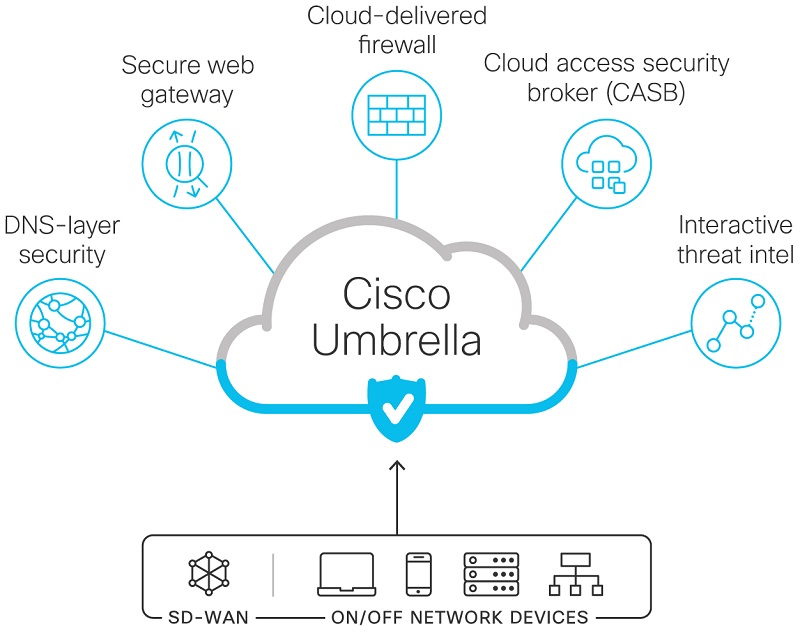 Cloud-delivered
firewall
Secure web
gateway
Cloud access security
broker (CASB)
DNS-layer
security
Interactive
threat intel
Cisco
Umbrella
SD-WAN
ON/OFF NETWORK DEVICES